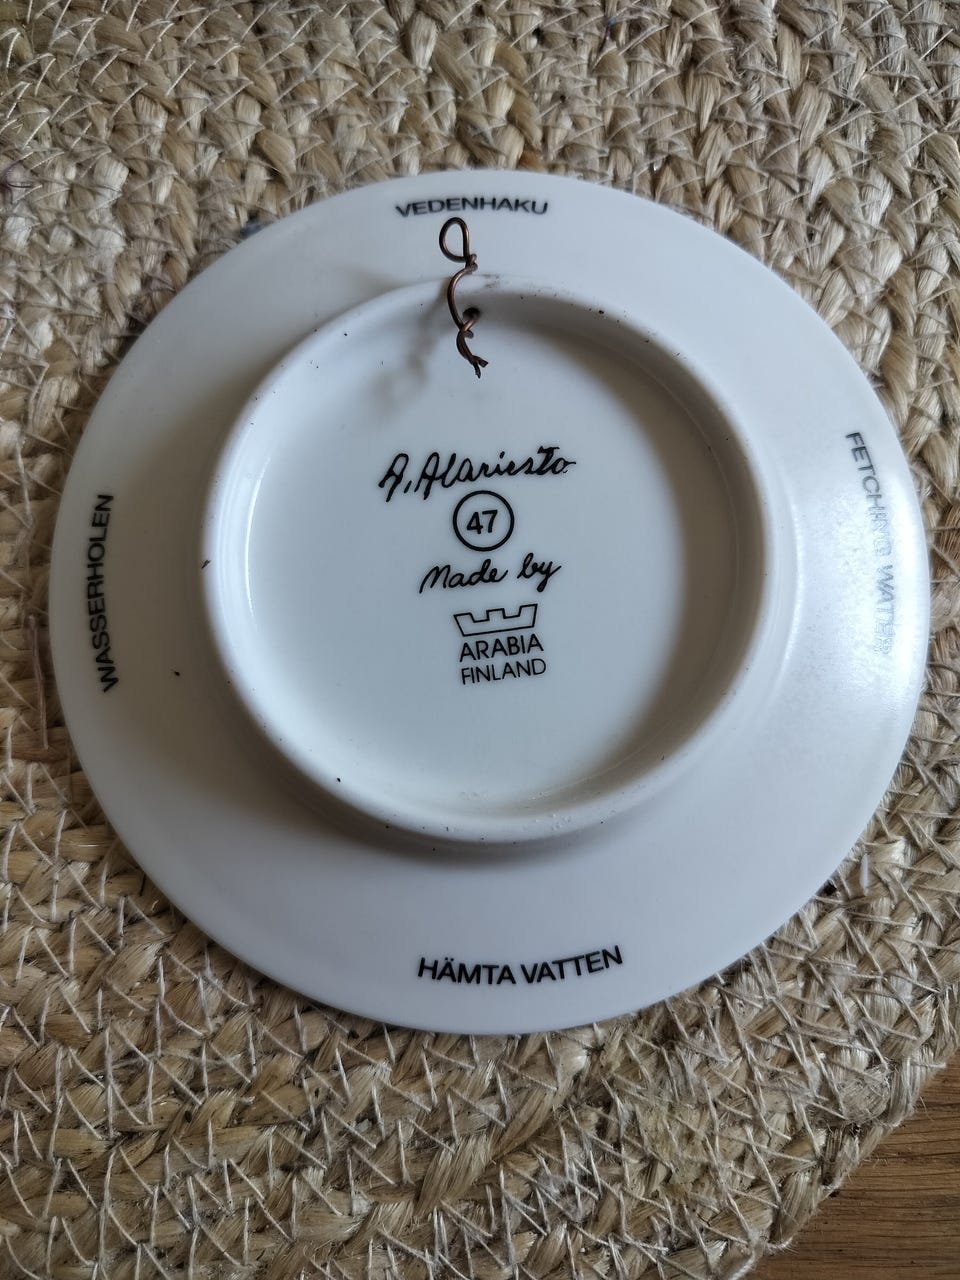 VEDENHAKU
FETCHING WATER
HÄMTA VATTEN
WASSERHOLEN
A. Alariesto
47
Made by
ARABIA
FINLAND